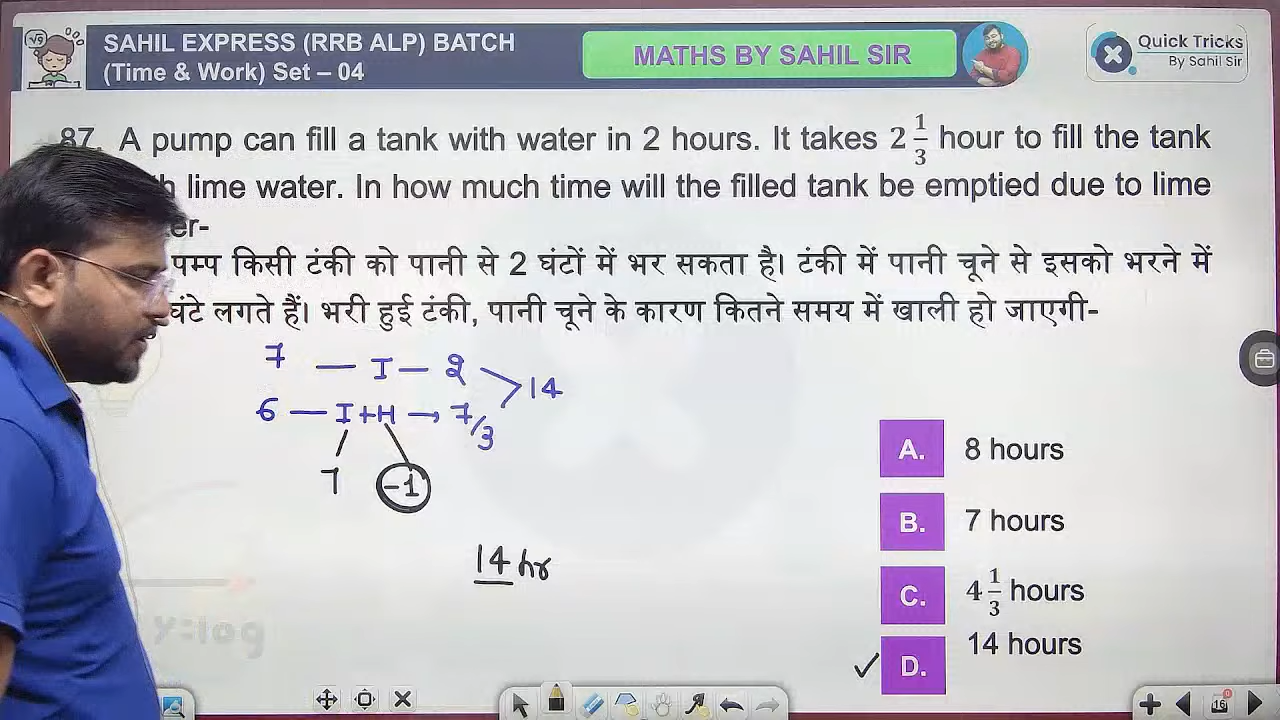 SAHIL EXPRESS (RRB ALP) BATCH
(Time & Work) Set – 04
MATHS BY SAHIL SIR
Quick Tricks
By Sahil Sir
87. A pump can fill a tank with water in 2 hours. It takes 2 1/3 hour to fill the tank
lime water. In how much time will the filled tank be emptied due to lime
पम्प किसी टंकी को पानी से 2 घंटों में भर सकता है। टंकी में पानी चूने से इसको भरने में
घंटे लगते हैं। भरी हुई टंकी, पानी चूने के कारण कितने समय में खाली हो जाएगी-
7 — I — 2
14
6 — I+H → 7/3
7 -1
14 hr
A. 8 hours
B. 7 hours
C. 4 1/3 hours
✓ D. 14 hours
y:log
16